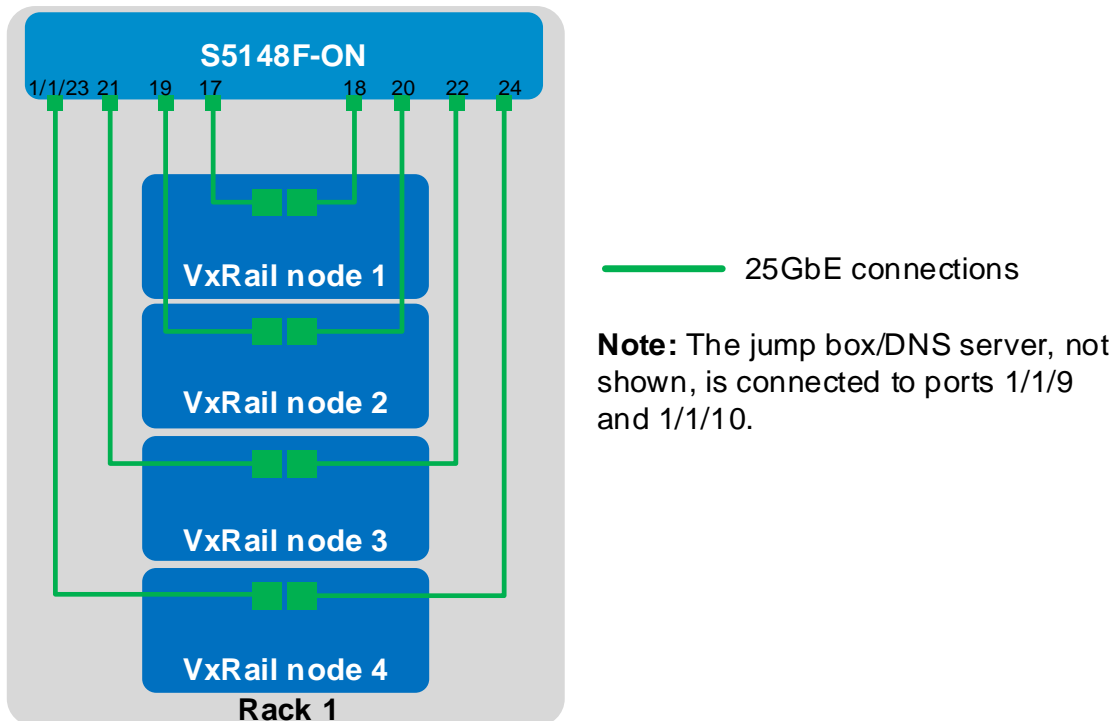 S5148F-ON
1/1/23 21 19 17 18 20 22 24
VxRail node 1
VxRail node 2
VxRail node 3
VxRail node 4
Rack 1
25GbE connections
Note: The jump box/DNS server, not
shown, is connected to ports 1/1/9
and 1/1/10.